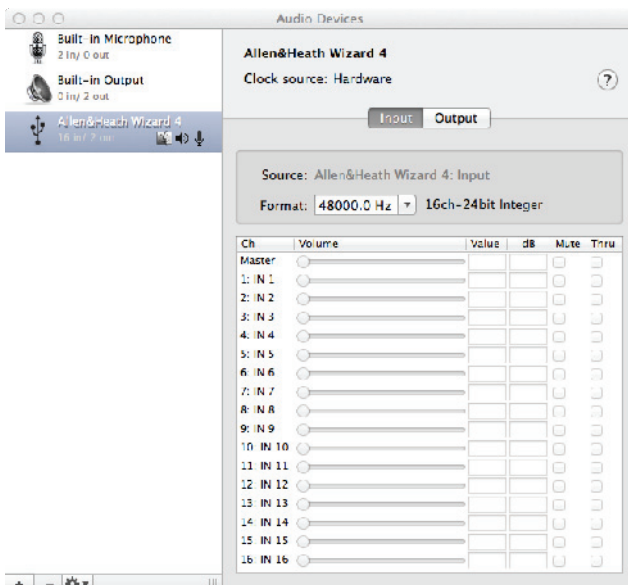 Audio Devices
Built-in Microphone
2 in/ 0 out
Built-in Output
0 in/ 2 out
Allen&Heath Wizard 4
16 in/ 2 out
Allen&Heath Wizard 4
Clock source: Hardware
?
Input Output
Source: Allen&Heath Wizard 4: Input
Format: 48000.0 Hz 16ch-24bit Integer
Ch Volume Value dB Mute Thru
Master
1: IN 1
2: IN 2
3: IN 3
4: IN 4
5: IN 5
6: IN 6
7: IN 7
8: IN 8
9: IN 9
10: IN 10
11: IN 11
12: IN 12
13: IN 13
14: IN 14
15: IN 15
16: IN 16